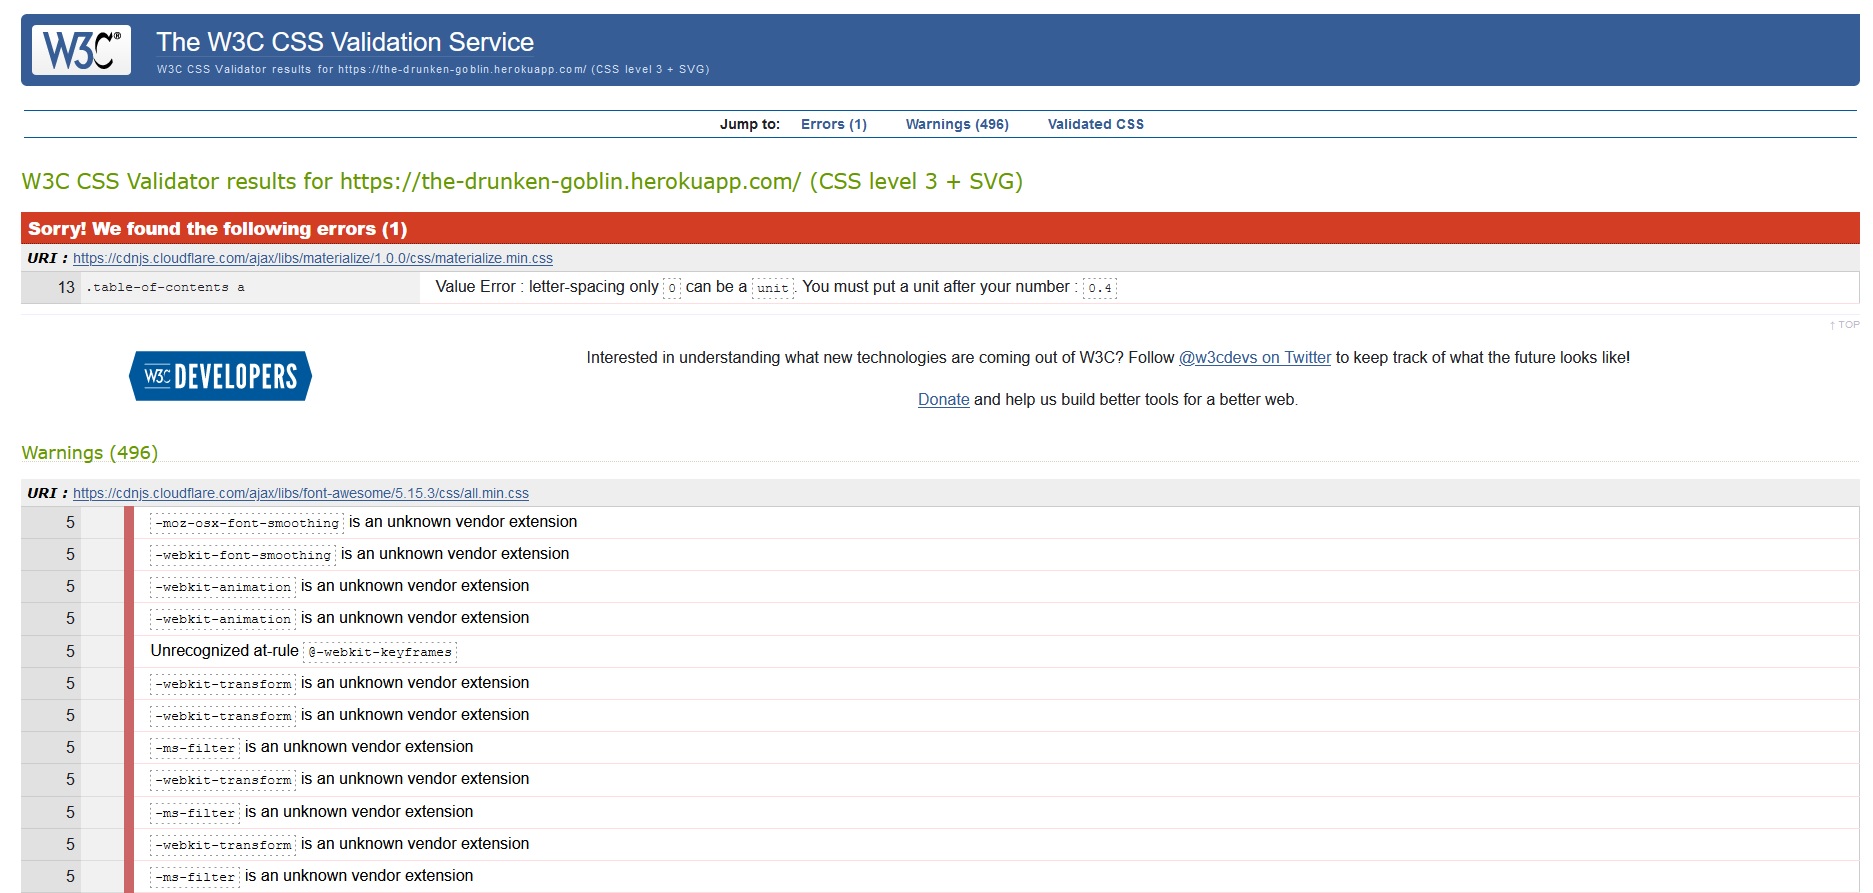 W3C®
The W3C CSS Validation Service
W3C CSS Validator results for https://the-drunken-goblin.herokuapp.com/ (CSS level 3 + SVG)
Jump to: Errors (1) Warnings (496) Validated CSS
W3C CSS Validator results for https://the-drunken-goblin.herokuapp.com/ (CSS level 3 + SVG)
Sorry! We found the following errors (1)
URI : https://cdnjs.cloudflare.com/ajax/libs/materialize/1.0.0/css/materialize.min.css
13 .table-of-contents a Value Error : letter-spacing only 0 can be a unit. You must put a unit after your number : 0.4
↑ TOP
W3C DEVELOPERS
Interested in understanding what new technologies are coming out of W3C? Follow @w3cdevs on Twitter to keep track of what the future looks like!
Donate and help us build better tools for a better web.
Warnings (496)
URI : https://cdnjs.cloudflare.com/ajax/libs/font-awesome/5.15.3/css/all.min.css
5 -moz-osx-font-smoothing is an unknown vendor extension
5 -webkit-font-smoothing is an unknown vendor extension
5 -webkit-animation is an unknown vendor extension
5 -webkit-animation is an unknown vendor extension
5 Unrecognized at-rule @-webkit-keyframes
5 -webkit-transform is an unknown vendor extension
5 -webkit-transform is an unknown vendor extension
5 -ms-filter is an unknown vendor extension
5 -webkit-transform is an unknown vendor extension
5 -ms-filter is an unknown vendor extension
5 -webkit-transform is an unknown vendor extension
5 -ms-filter is an unknown vendor extension